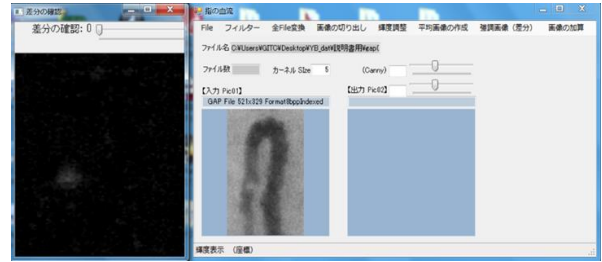 差分の確認
差分の確認: 0
指の血流
File フィルター 全File変換 画像の切り出し 輝度調整 平均画像の作成 強調画像（差分） 画像の加算
ファイル名 C:¥Users¥GITC¥Desktop¥YB_dat¥説明書用¥gap(
ファイル数 カーネル SIze 5 (Canny)
【入力 Pic01】 【出力 Pic02】
GAP File 521x329 Format8bppIndexed
輝度表示 （座標）